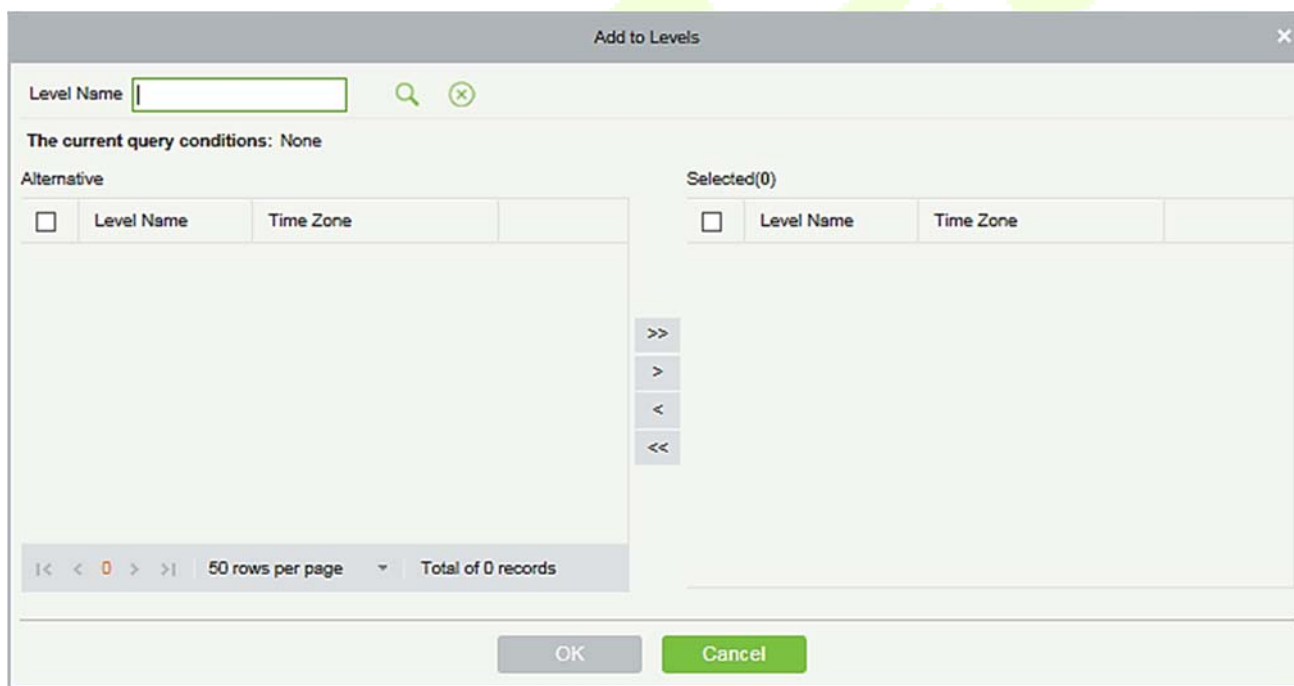 Add to Levels
Level Name
The current query conditions: None
Alternative
Selected(0)
Level Name Time Zone
Level Name Time Zone
>>
>
<
<<
|< < 0 > >| 50 rows per page Total of 0 records
OK Cancel